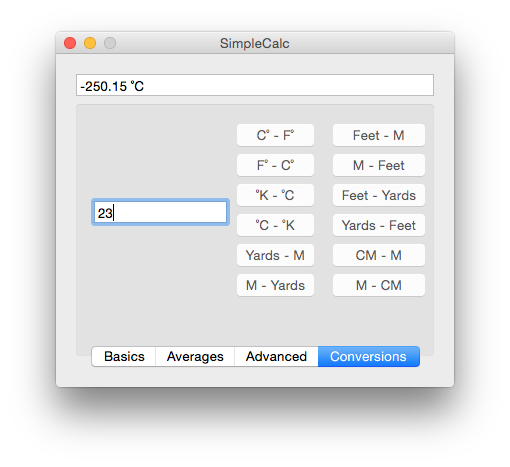 SimpleCalc
-250.15 ˚C
C˚ - F˚ Feet - M
F˚ - C˚ M - Feet
˚K - ˚C Feet - Yards
23
˚C - ˚K Yards - Feet
Yards - M CM - M
M - Yards M - CM
Basics Averages Advanced Conversions